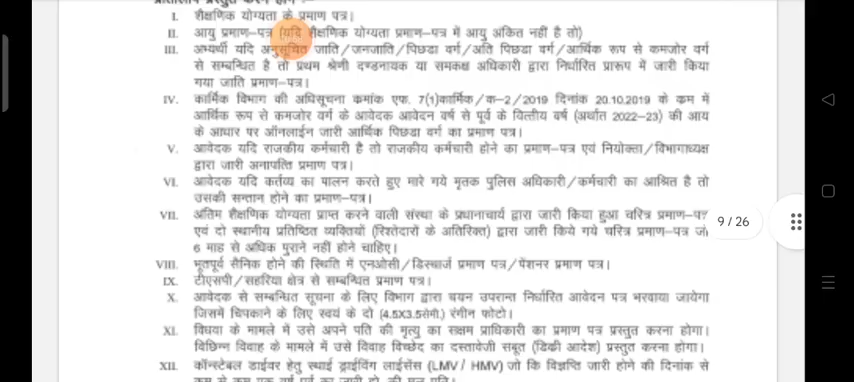 I. शैक्षणिक योग्यता के प्रमाण पत्र।
II. आयु प्रमाण-पत्र (यदि शैक्षणिक योग्यता प्रमाण-पत्र में आयु अंकित नहीं है तो)
III. अभ्यर्थी यदि अनुसूचित जाति/जनजाति/पिछडा वर्ग/अति पिछडा वर्ग/आर्थिक रूप से कमजोर वर्ग
से सम्बन्धित है तो प्रथम श्रेणी दण्डनायक या समकक्ष अधिकारी द्वारा निर्धारित प्रारूप में जारी किया
गया जाति प्रमाण-पत्र।
IV. कार्मिक विभाग की अधिसूचना कमांक एफ. 7(1)कार्मिक/क-2/2019 दिनांक 20.10.2019 के कम में
आर्थिक रूप से कमजोर वर्ग के आवेदक आवेदन वर्ष से पूर्व के वित्तीय वर्ष (अर्थात 2022-23) की आय
के आधार पर ऑनलाईन जारी आर्थिक पिछडा वर्ग का प्रमाण पत्र।
V. आवेदक यदि राजकीय कर्मचारी है तो राजकीय कर्मचारी होने का प्रमाण-पत्र एवं नियोक्ता/विभागाध्यक्ष
द्वारा जारी अनापत्ति प्रमाण पत्र।
VI. आवेदक यदि कर्तव्य का पालन करते हुए मारे गये मृतक पुलिस अधिकारी/कर्मचारी का आश्रित है तो
उसकी सन्तान होने का प्रमाण-पत्र।
VII. अंतिम शैक्षणिक योग्यता प्राप्त करने वाली संस्था के प्रधानाचार्य द्वारा जारी किया हुआ चरित्र प्रमाण-पत्र
एवं दो स्थानीय प्रतिष्ठित व्यक्तियों (रिश्तेदारों के अतिरिक्त) द्वारा जारी किये गये चरित्र प्रमाण-पत्र जो
6 माह से अधिक पुराने नहीं होने चाहिए।
9 / 26
VIII. भूतपूर्व सैनिक होने की स्थिति में एनओसी/डिस्चार्ज प्रमाण पत्र/पेंशनर प्रमाण पत्र।
IX. टीएसपी/सहरिया क्षेत्र से सम्बन्धित प्रमाण पत्र।
X. आवेदक से सम्बन्धित सूचना के लिए विभाग द्वारा चयन उपरान्त निर्धारित आवेदन पत्र भरवाया जायेगा
जिसमें चिपकाने के लिए स्वयं के दो (4.5X3.5सेमी.) रंगीन फोटो।
XI. विधवा के मामले में उसे अपने पति की मृत्यु का सक्षम प्राधिकारी का प्रमाण पत्र प्रस्तुत करना होगा।
विछिन्न विवाह के मामले में उसे विवाह विच्छेद का दस्तावेजी सबूत (डिक्री आदेश) प्रस्तुत करना होगा।
XII. कॉन्स्टेबल डाईवर हेतु स्थाई ड्राईविंग लाईसेंस (LMV/ HMV) जो कि विज्ञप्ति जारी होने की दिनांक से